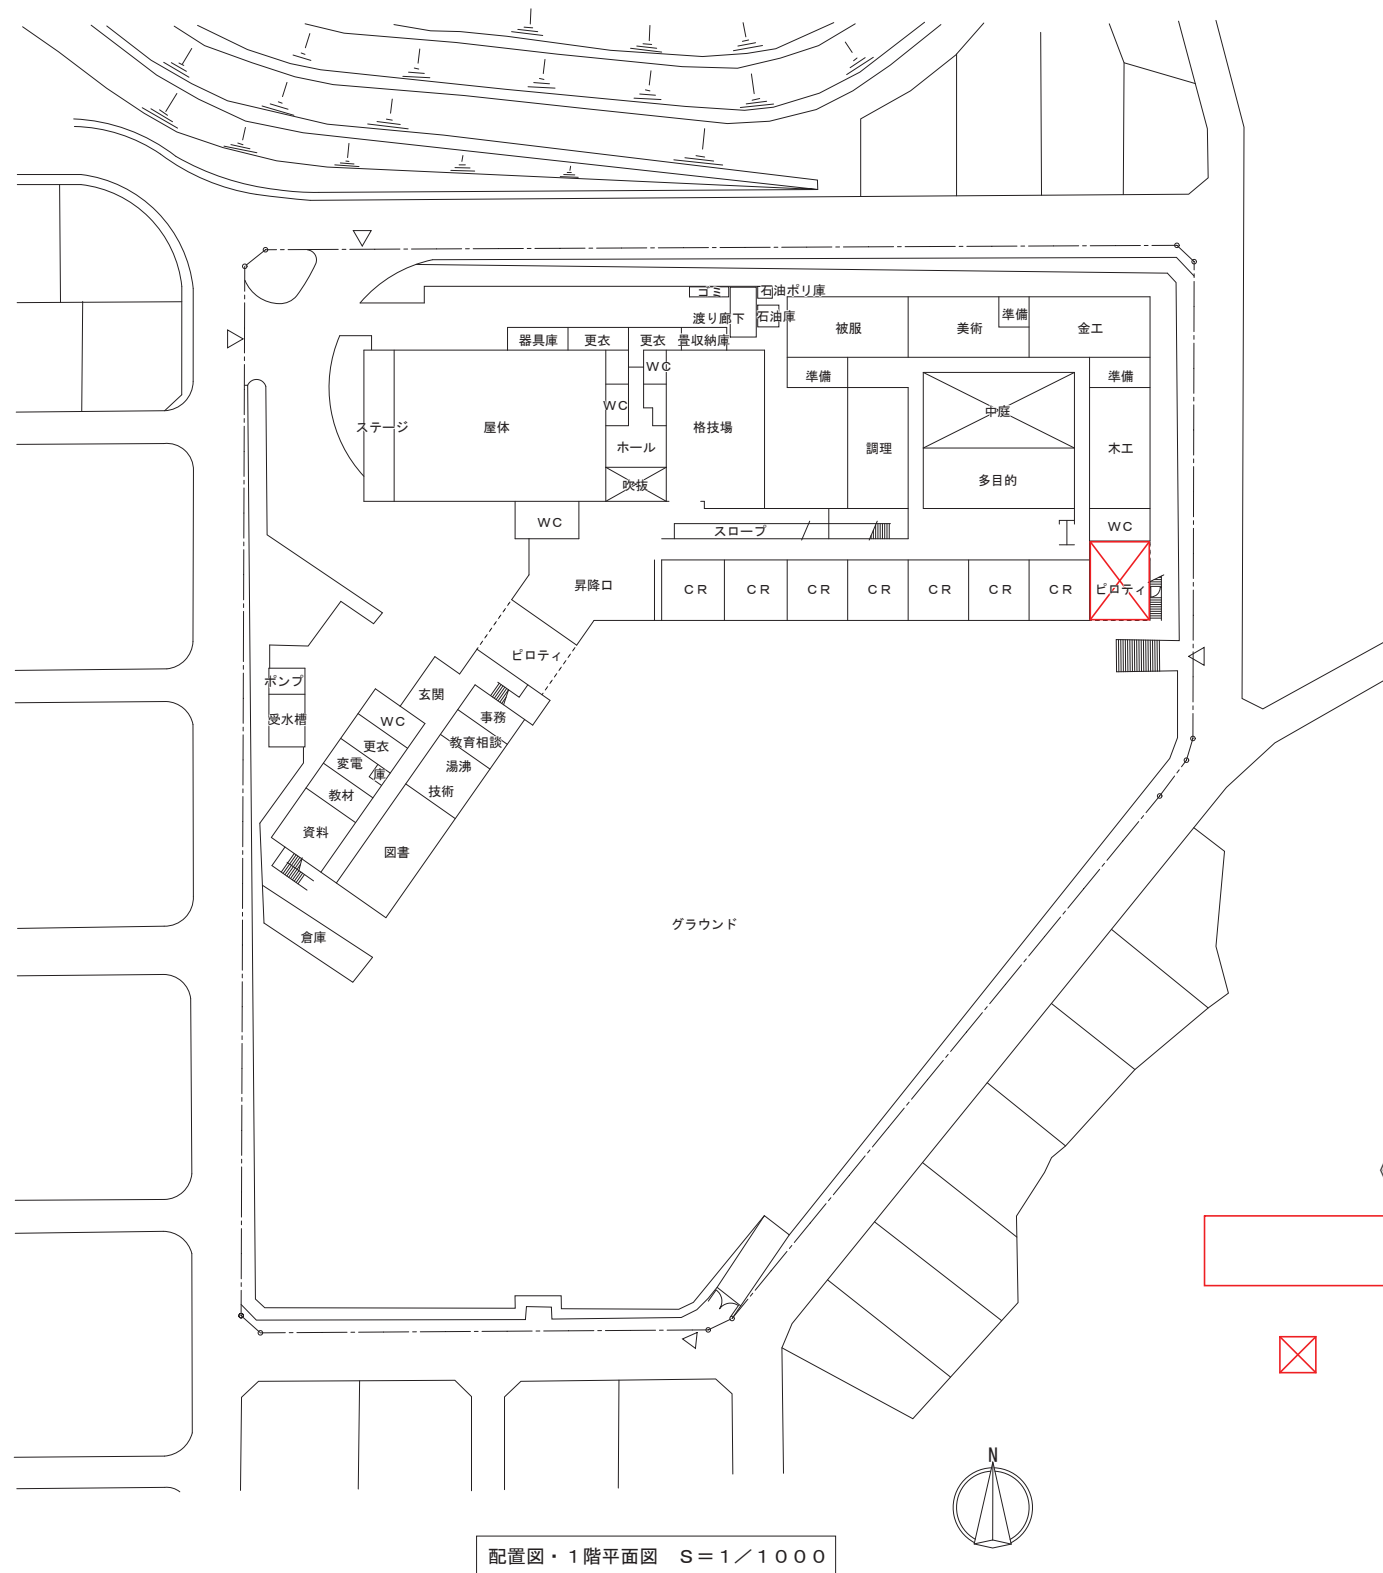 ゴミ
石油ポリ庫
渡り廊下
石油庫
準備
被服
美術
金工
器具庫
更衣
更衣
畳収納庫
WC
準備
準備
WC
中庭
ステージ
屋体
格技場
ホール
調理
木工
多目的
吹抜
WC
スロープ
WC
昇降口
CR
CR
CR
CR
CR
CR
CR
ピロティ
ピロティ
ポンプ
玄関
受水槽
WC
事務
更衣
教育相談
変電
庫
湯沸
教材
技術
資料
図書
グラウンド
倉庫
N
配置図・1階平面図 S=1/1000